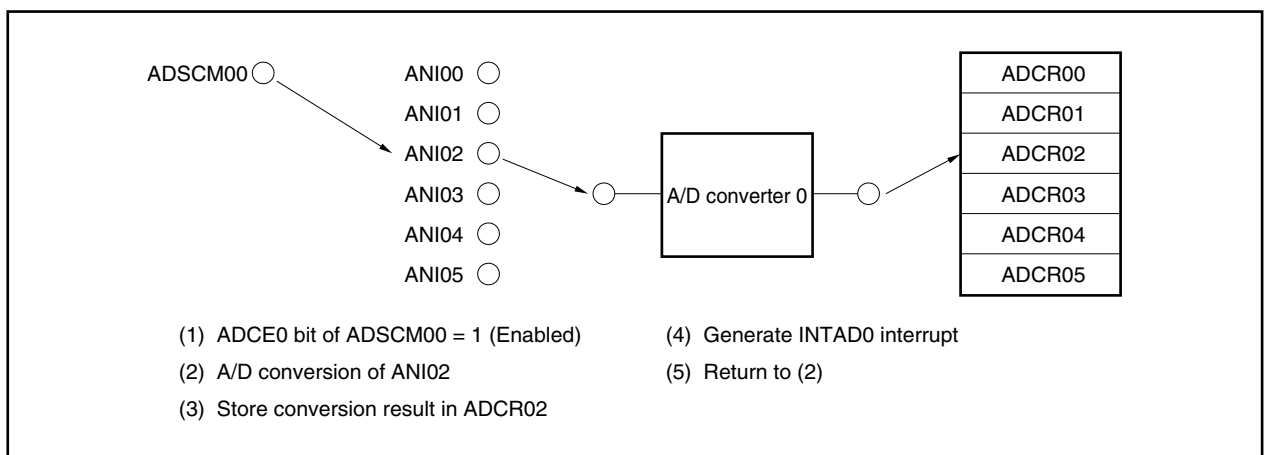 ADSCM00
ANI00
ANI01
ANI02
ANI03
ANI04
ANI05
A/D converter 0
ADCR00
ADCR01
ADCR02
ADCR03
ADCR04
ADCR05
(1) ADCE0 bit of ADSCM00 = 1 (Enabled)
(2) A/D conversion of ANI02
(3) Store conversion result in ADCR02
(4) Generate INTAD0 interrupt
(5) Return to (2)